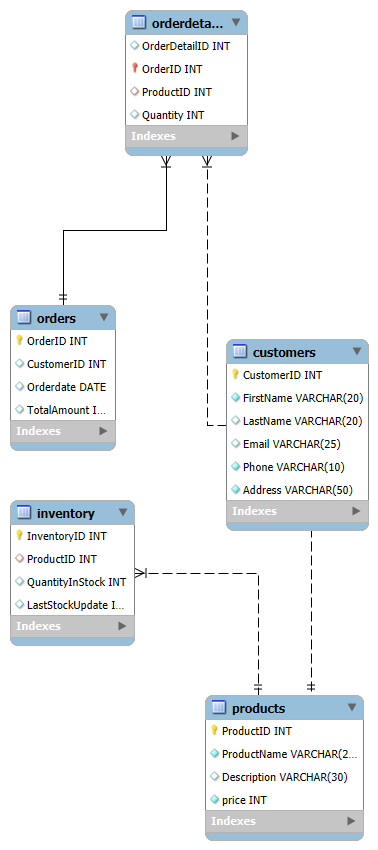 orderdeta...
OrderDetailID INT
OrderID INT
ProductID INT
Quantity INT
Indexes
orders
OrderID INT
CustomerID INT
Orderdate DATE
TotalAmount I...
Indexes
customers
CustomerID INT
FirstName VARCHAR(20)
LastName VARCHAR(20)
Email VARCHAR(25)
Phone VARCHAR(10)
Address VARCHAR(50)
Indexes
inventory
InventoryID INT
ProductID INT
QuantityInStock INT
LastStockUpdate I...
Indexes
products
ProductID INT
ProductName VARCHAR(2...
Description VARCHAR(30)
price INT
Indexes